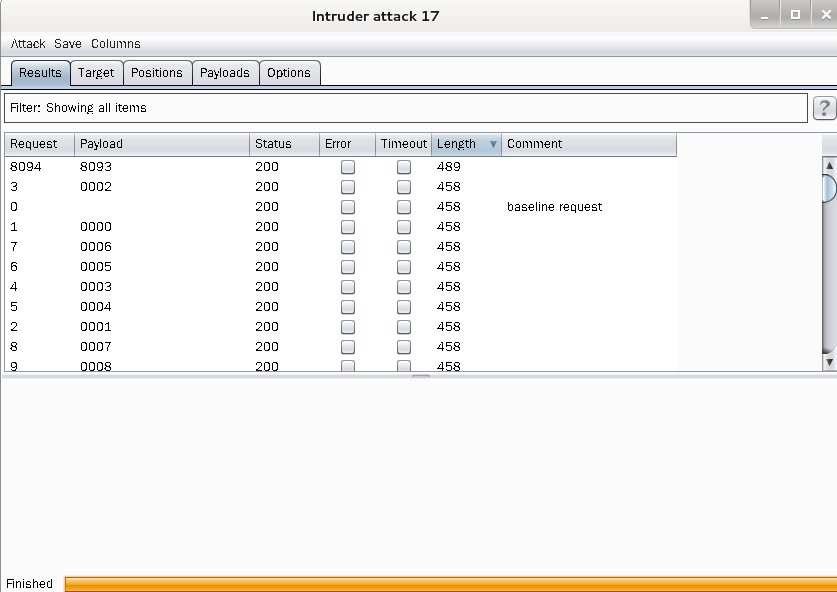 Intruder attack 17
Attack Save Columns
Results Target Positions Payloads Options
Filter: Showing all items
?
Request Payload Status Error Timeout Length Comment
8094 8093 200 489
3 0002 200 458
0 200 458 baseline request
1 0000 200 458
7 0006 200 458
6 0005 200 458
4 0003 200 458
5 0004 200 458
2 0001 200 458
8 0007 200 458
9 0008 200 458
Finished